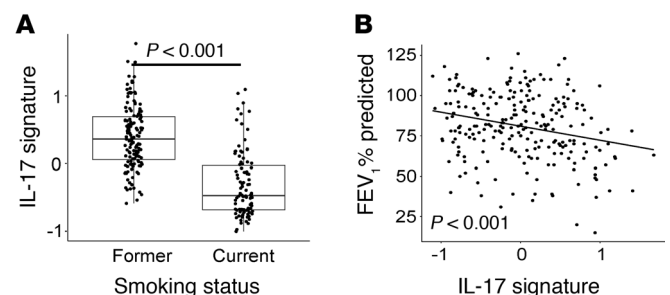 A
P < 0.001
IL-17 signature
1
0
-1
Former Current
Smoking status
B
FEV1% predicted
125
100
75
50
25
P < 0.001
-1 0 1
IL-17 signature